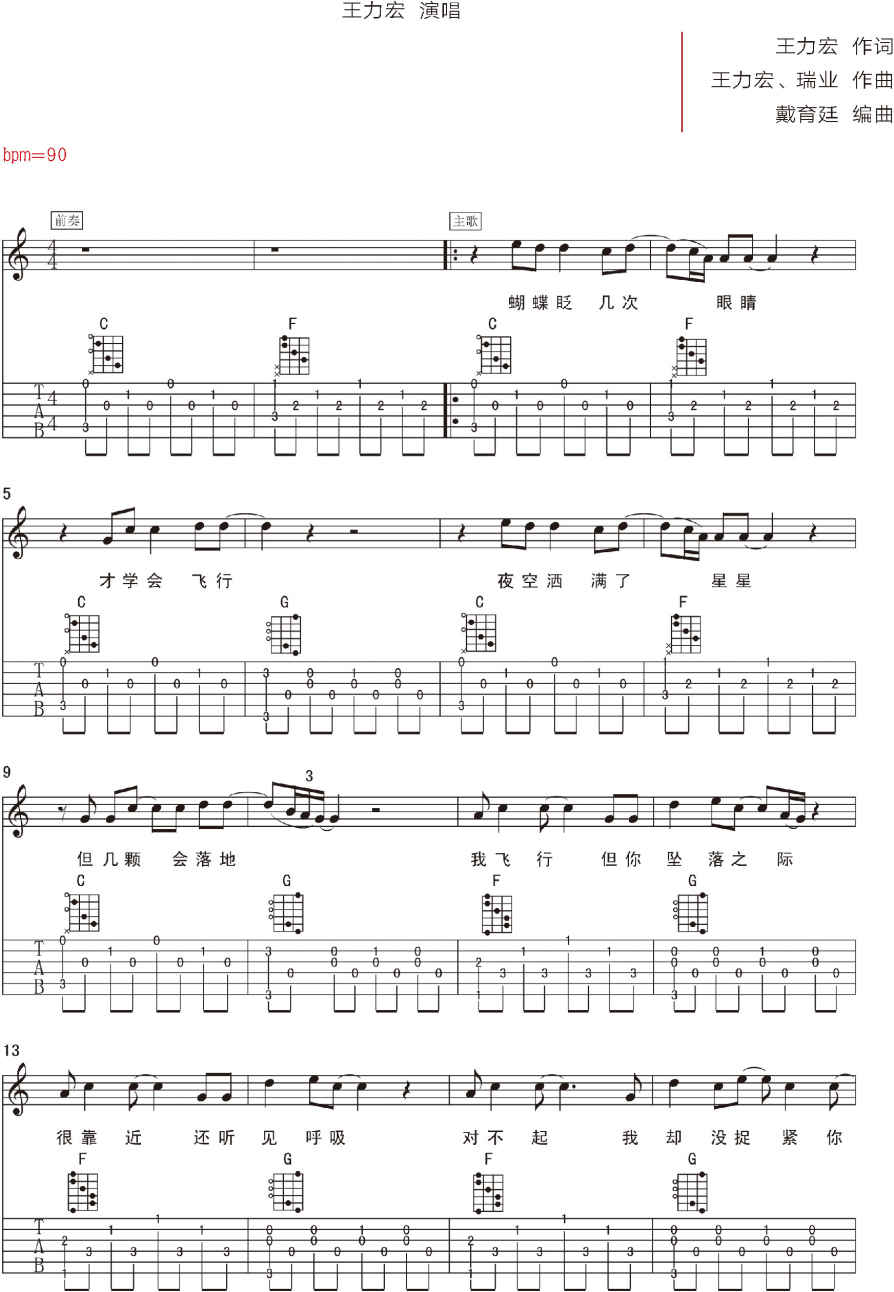 王力宏 演唱
王力宏 作词
王力宏、瑞业 作曲
戴育廷 编曲
bpm=90
前奏 主歌
蝴蝶眨 几次 眼睛
C F C F
5
才学会 飞行 夜空洒 满了 星星
C G C F
9
3
但几颗 会落地 我飞行 但你 坠落之际
C G F G
13
很靠近 还听见呼吸 对不起 我却没捉紧你
F G F G